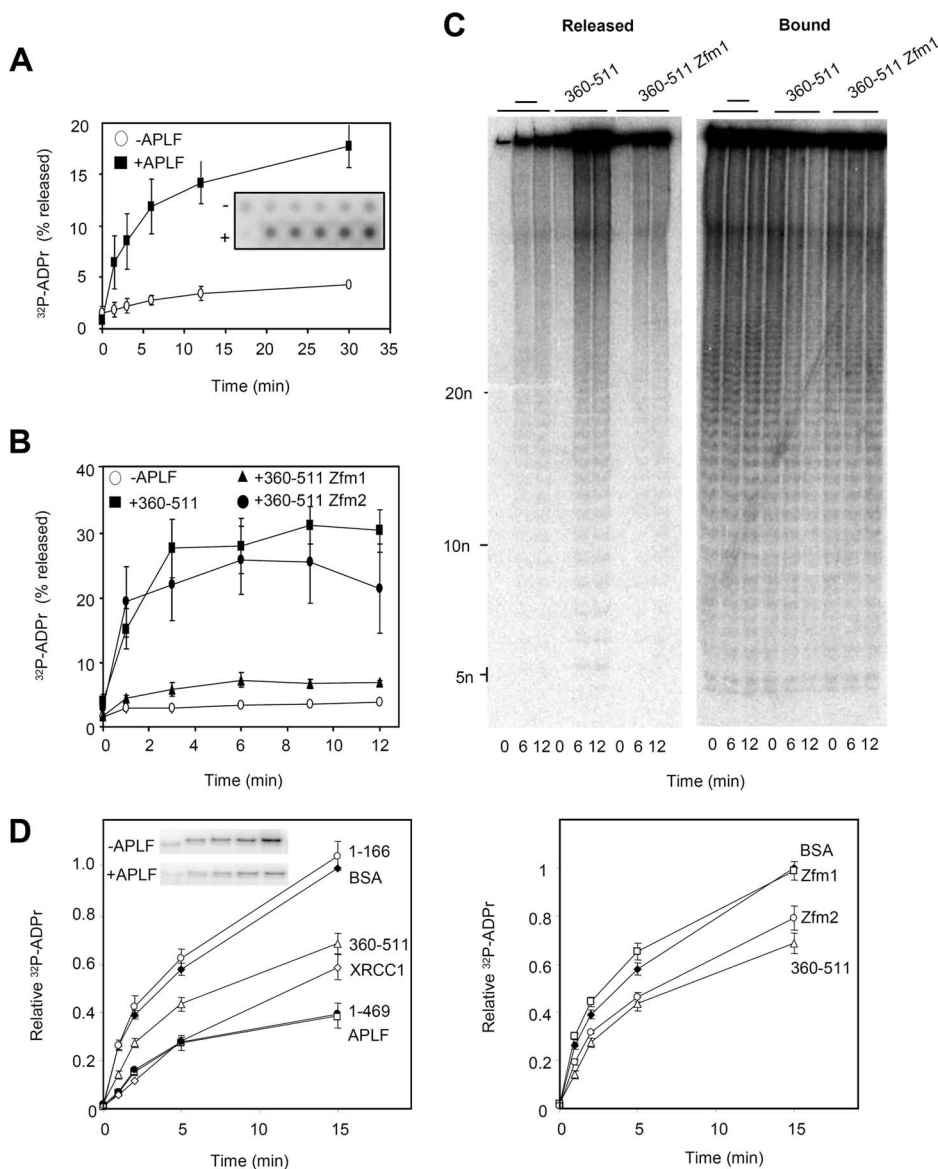 A
20
15
10
5
0
³²P-ADPr (% released)
-APLF
+APLF
-
+
0 5 10 15 20 25 30 35
Time (min)
B
40
30
20
10
0
³²P-ADPr (% released)
-APLF
+360-511
+360-511 Zfm1
+360-511 Zfm2
0 2 4 6 8 10 12
Time (min)
C
Released
Bound
—
360-511
360-511 Zfm1
—
360-511
360-511 Zfm1
20n
10n
5n
0 6 12 0 6 12 0 6 12
0 6 12 0 6 12 0 6 12
Time (min)
D
1.0
0.8
0.6
0.4
0.2
0
Relative ³²P-ADPr
-APLF
+APLF
1-166
BSA
360-511
XRCC1
1-469
APLF
0 5 10 15
Time (min)
1
0.8
0.6
0.4
0.2
0
Relative ³²P-ADPr
BSA
Zfm1
Zfm2
360-511
0 5 10 15
Time (min)